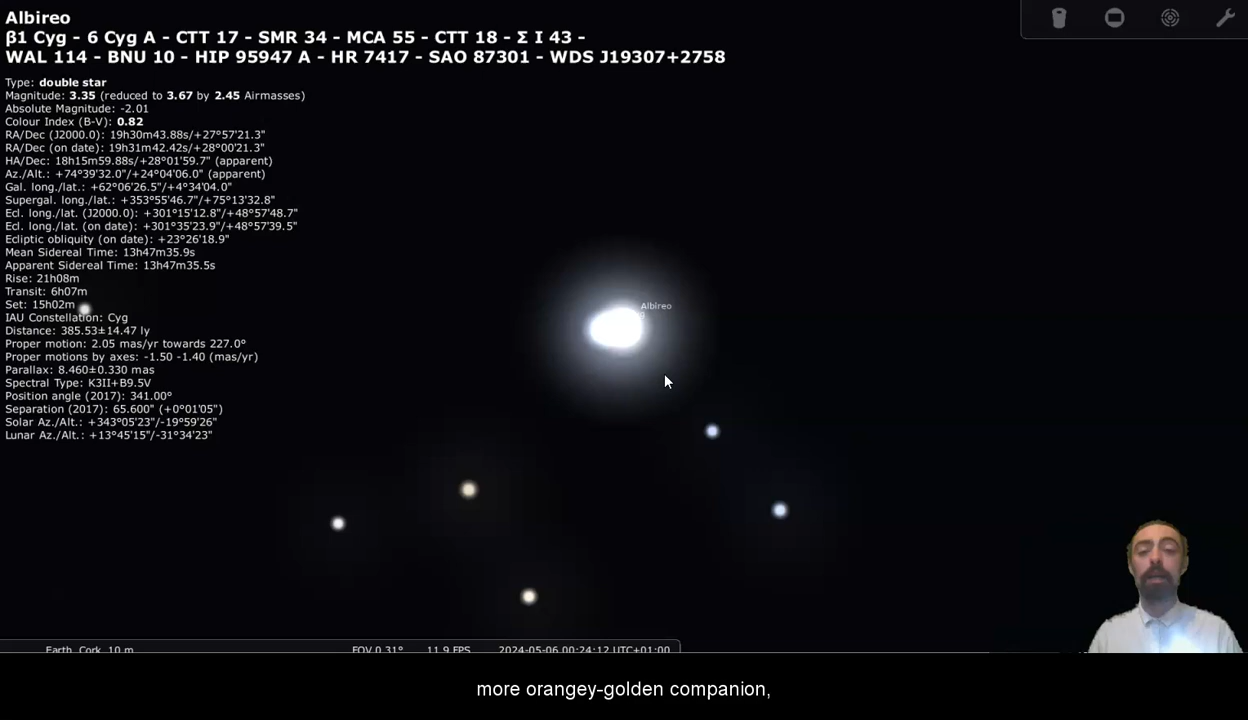 Albireo
β1 Cyg - 6 Cyg A - CTT 17 - SMR 34 - MCA 55 - CTT 18 - Σ I 43 -
WAL 114 - BNU 10 - HIP 95947 A - HR 7417 - SAO 87301 - WDS J19307+2758
Type: double star
Magnitude: 3.35 (reduced to 3.67 by 2.45 Airmasses)
Absolute Magnitude: -2.01
Colour Index (B-V): 0.82
RA/Dec (J2000.0): 19h30m43.88s/+27°57'21.3"
RA/Dec (on date): 19h31m42.42s/+28°00'21.3"
HA/Dec: 18h15m59.88s/+28°01'59.7" (apparent)
Az./Alt.: +74°39'32.0"/+24°04'06.0" (apparent)
Gal. long./lat.: +62°06'26.5"/+4°34'04.0"
Supergal. long./lat.: +353°55'46.7"/+75°13'32.8"
Ecl. long./lat. (J2000.0): +301°15'12.8"/+48°57'48.7"
Ecl. long./lat. (on date): +301°35'23.9"/+48°57'39.5"
Ecliptic obliquity (on date): +23°26'18.9"
Mean Sidereal Time: 13h47m35.9s
Apparent Sidereal Time: 13h47m35.5s
Rise: 21h08m
Transit: 6h07m
Set: 15h02m
IAU Constellation: Cyg
Distance: 385.53±14.47 ly
Proper motion: 2.05 mas/yr towards 227.0°
Proper motions by axes: -1.50 -1.40 (mas/yr)
Parallax: 8.460±0.330 mas
Spectral Type: K3II+B9.5V
Position angle (2017): 341.00°
Separation (2017): 65.600" (+0°01'05")
Solar Az./Alt.: +343°05'23"/-19°59'26"
Lunar Az./Alt.: +13°45'15"/-31°34'23"
Albireo
Earth, Cork, 10 m FOV 0.31° 11.9 FPS 2024-05-06 00:24:12 UTC+01:00
more orangey-golden companion,